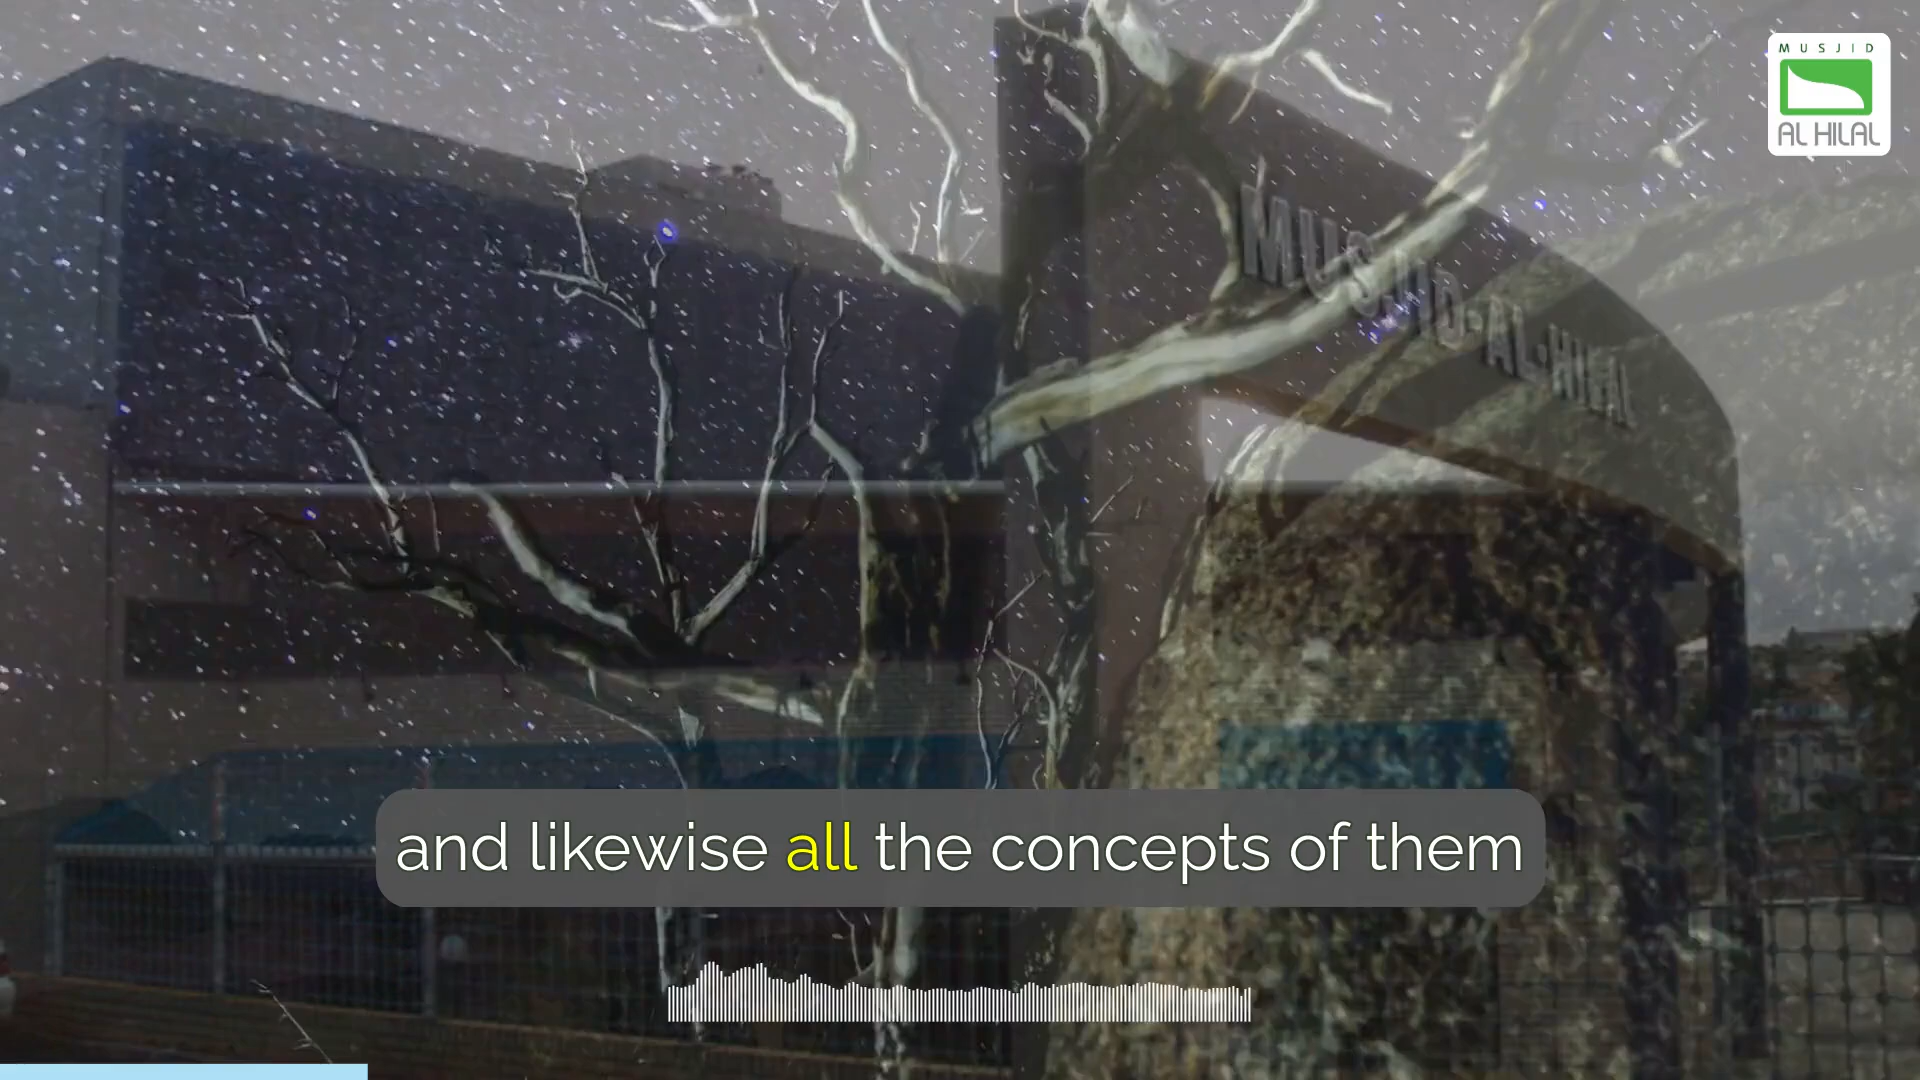 MUSJID
AL HILAL
MUSJID·AL·HILAL
and likewise all the concepts of them